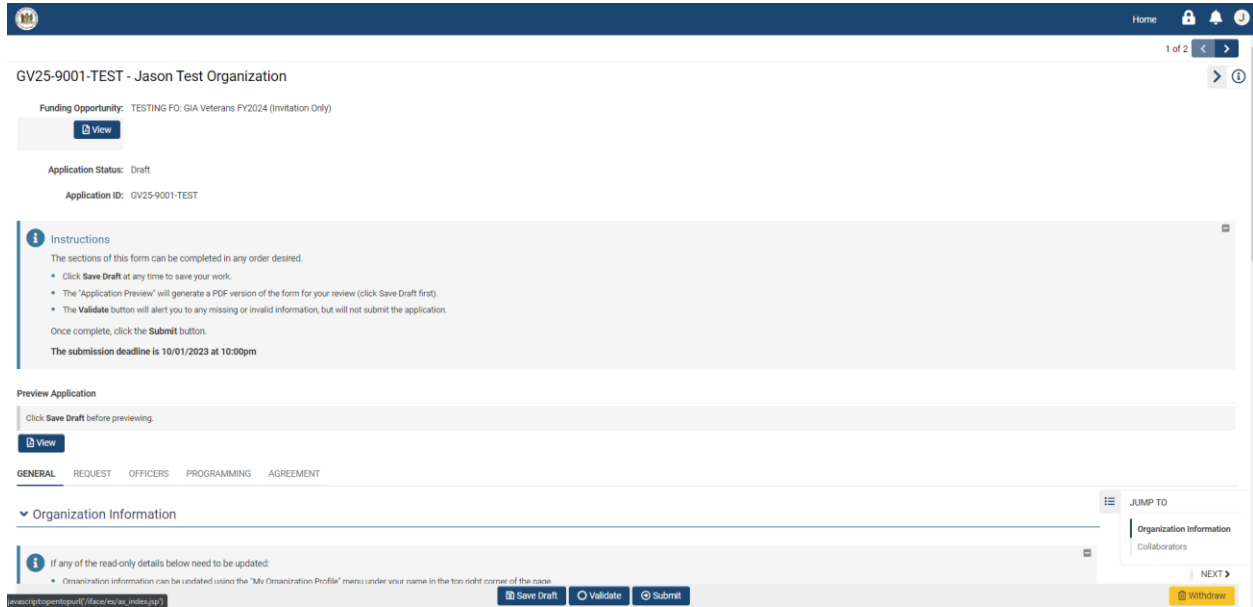 Home
J
1 of 2
GV25-9001-TEST - Jason Test Organization
Funding Opportunity: TESTING FO: GIA Veterans FY2024 (Invitation Only)
View
Application Status: Draft
Application ID: GV25-9001-TEST
Instructions
The sections of this form can be completed in any order desired.
• Click Save Draft at any time to save your work.
• The "Application Preview" will generate a PDF version of the form for your review (click Save Draft first).
• The Validate button will alert you to any missing or invalid information, but will not submit the application.
Once complete, click the Submit button.
The submission deadline is 10/01/2023 at 10:00pm
Preview Application
Click Save Draft before previewing.
View
GENERAL REQUEST OFFICERS PROGRAMMING AGREEMENT
JUMP TO
Organization Information
Organization Information
Collaborators
If any of the read-only details below need to be updated:
• Organization information can be updated using the "My Organization Profile" menu under your name in the top right corner of the page.
NEXT
javascript:opentopurl('/iface/ex/ax_index.jsp')
Save Draft Validate Submit Withdraw